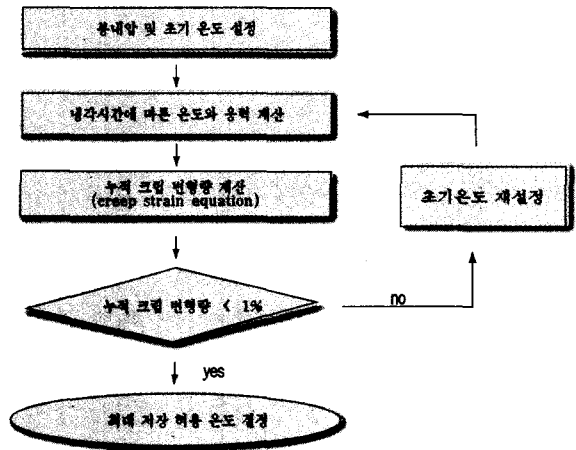 봉내압 및 초기 온도 설정
냉각시간에 따른 온도와 응력 계산
누적 크립 변형량 계산
(creep strain equation)
초기온도 재설정
누적 크립 변형량 < 1%
no
yes
최대 저장 허용 온도 결정